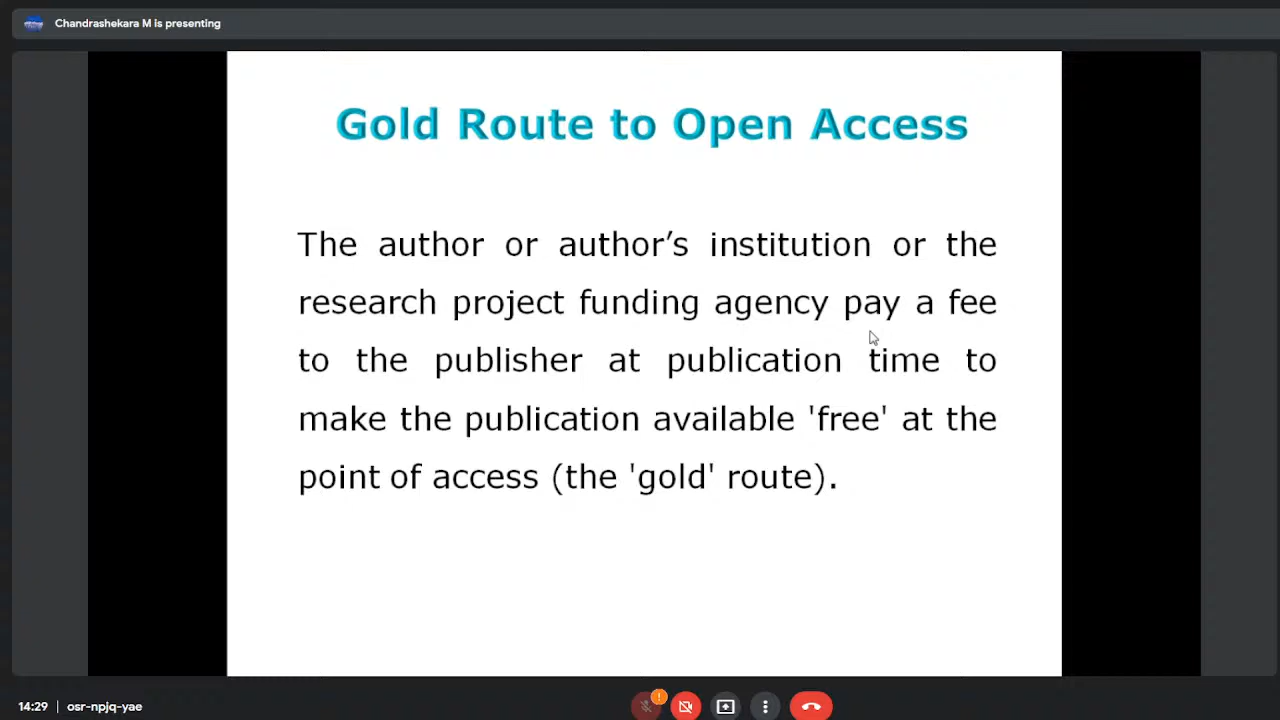 Chandrashekara M is presenting
Gold Route to Open Access
The author or author’s institution or the
research project funding agency pay a fee
to the publisher at publication time to
make the publication available 'free' at the
point of access (the 'gold' route).
!
14:29 | osr-npjq-yae